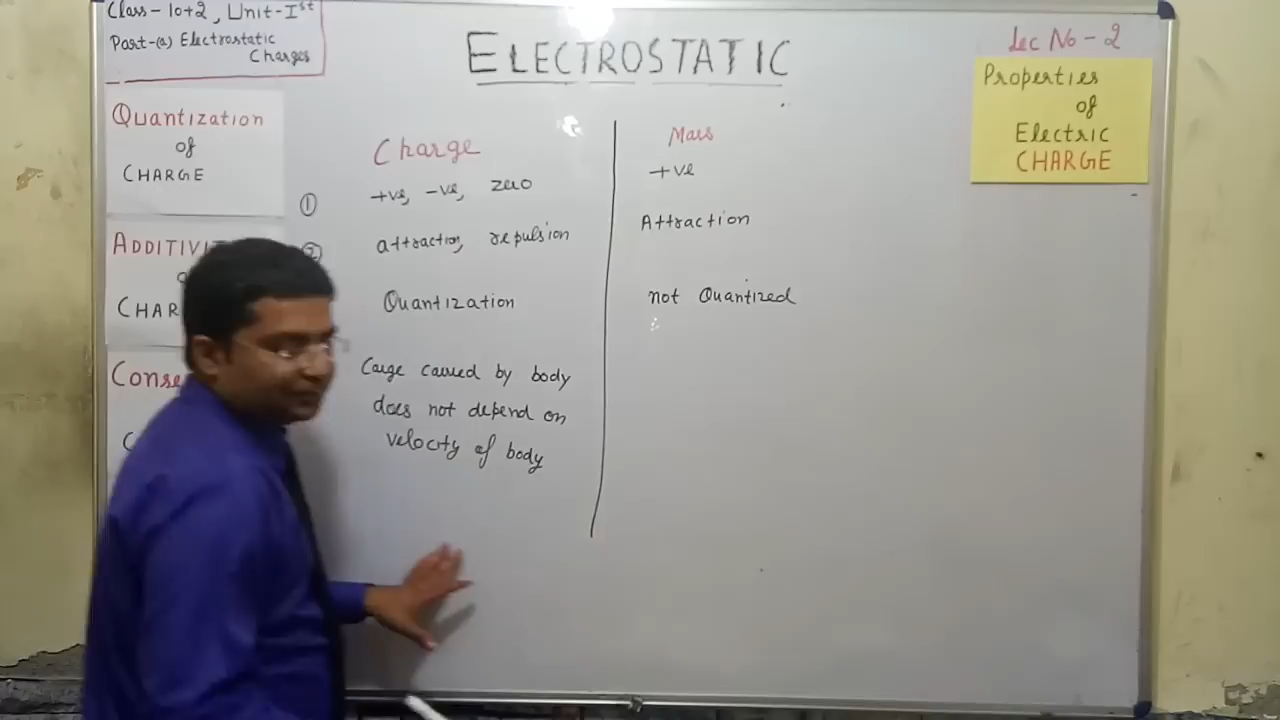 Class-10+2, Unit-Ist
Part-(a) Electrostatic
Charges
ELECTROSTATIC
Lec No-2
Properties
of
Electric
CHARGE
Quantization
of
CHARGE
ADDITIVI
CHAR
Conse
C
Charge
① +ve, -ve, zero
② attraction, repulsion
Quantization
Carge caused by body
does not depend on
velocity of body
Mass
+ve
Attraction
not Quantized